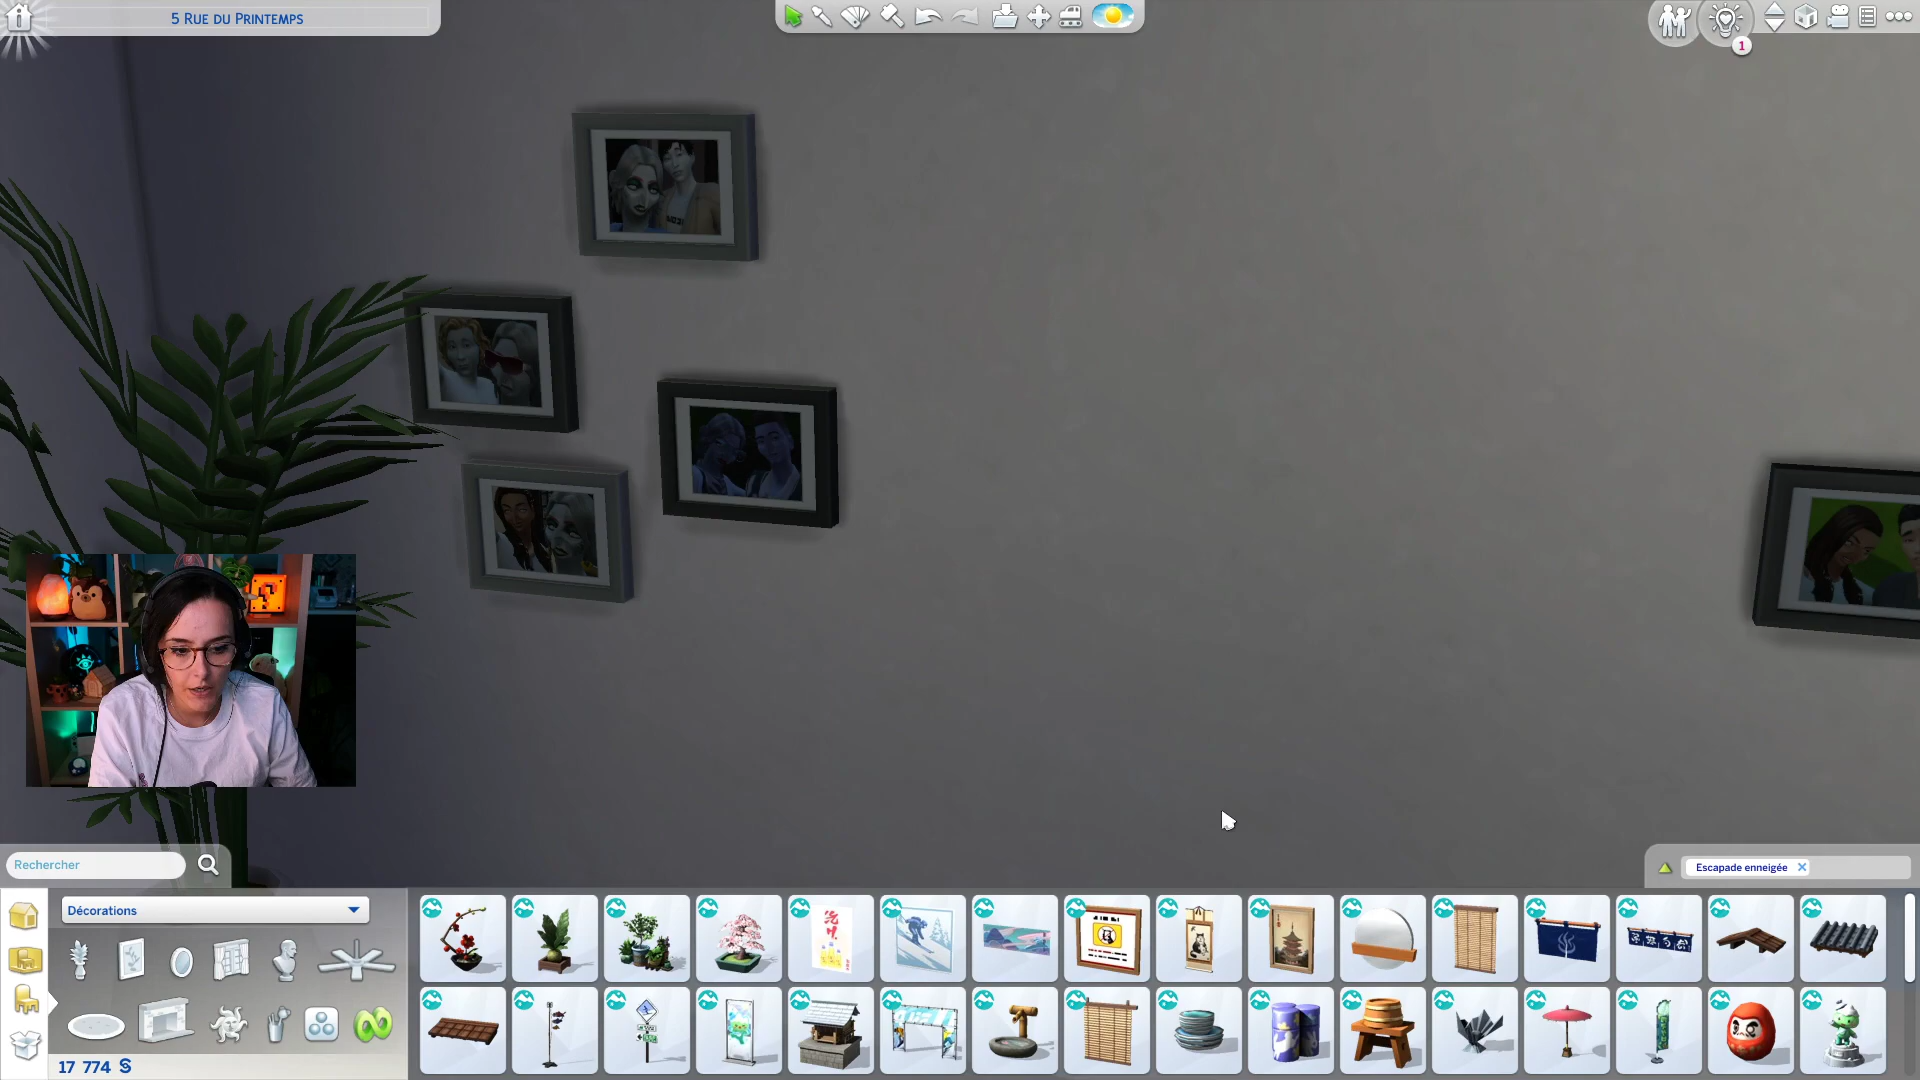 5 Rue du Printemps
1
Rechercher
Escapade enneigée
Décorations
17 774 §